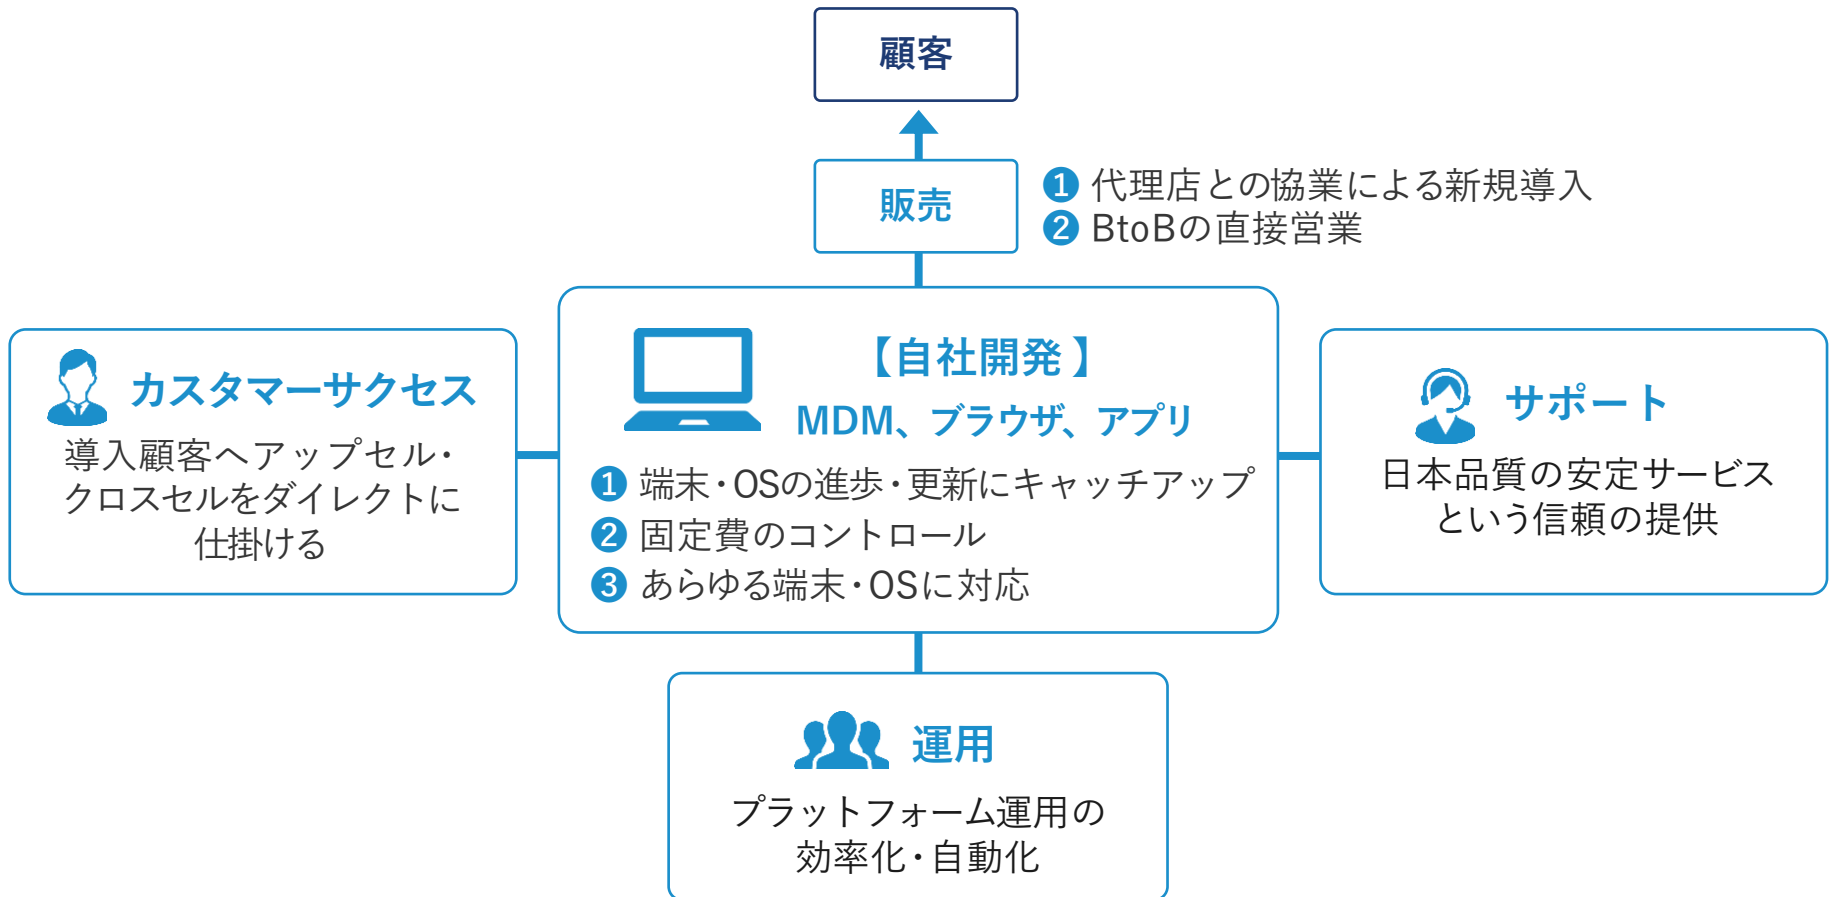 顧客
販売
❶ 代理店との協業による新規導入
❷ BtoBの直接営業
カスタマーサクセス
導入顧客へアップセル・
クロスセルをダイレクトに
仕掛ける
【自社開発】
MDM、ブラウザ、アプリ
❶ 端末・OSの進歩・更新にキャッチアップ
❷ 固定費のコントロール
❸ あらゆる端末・OSに対応
サポート
日本品質の安定サービス
という信頼の提供
運用
プラットフォーム運用の
効率化・自動化